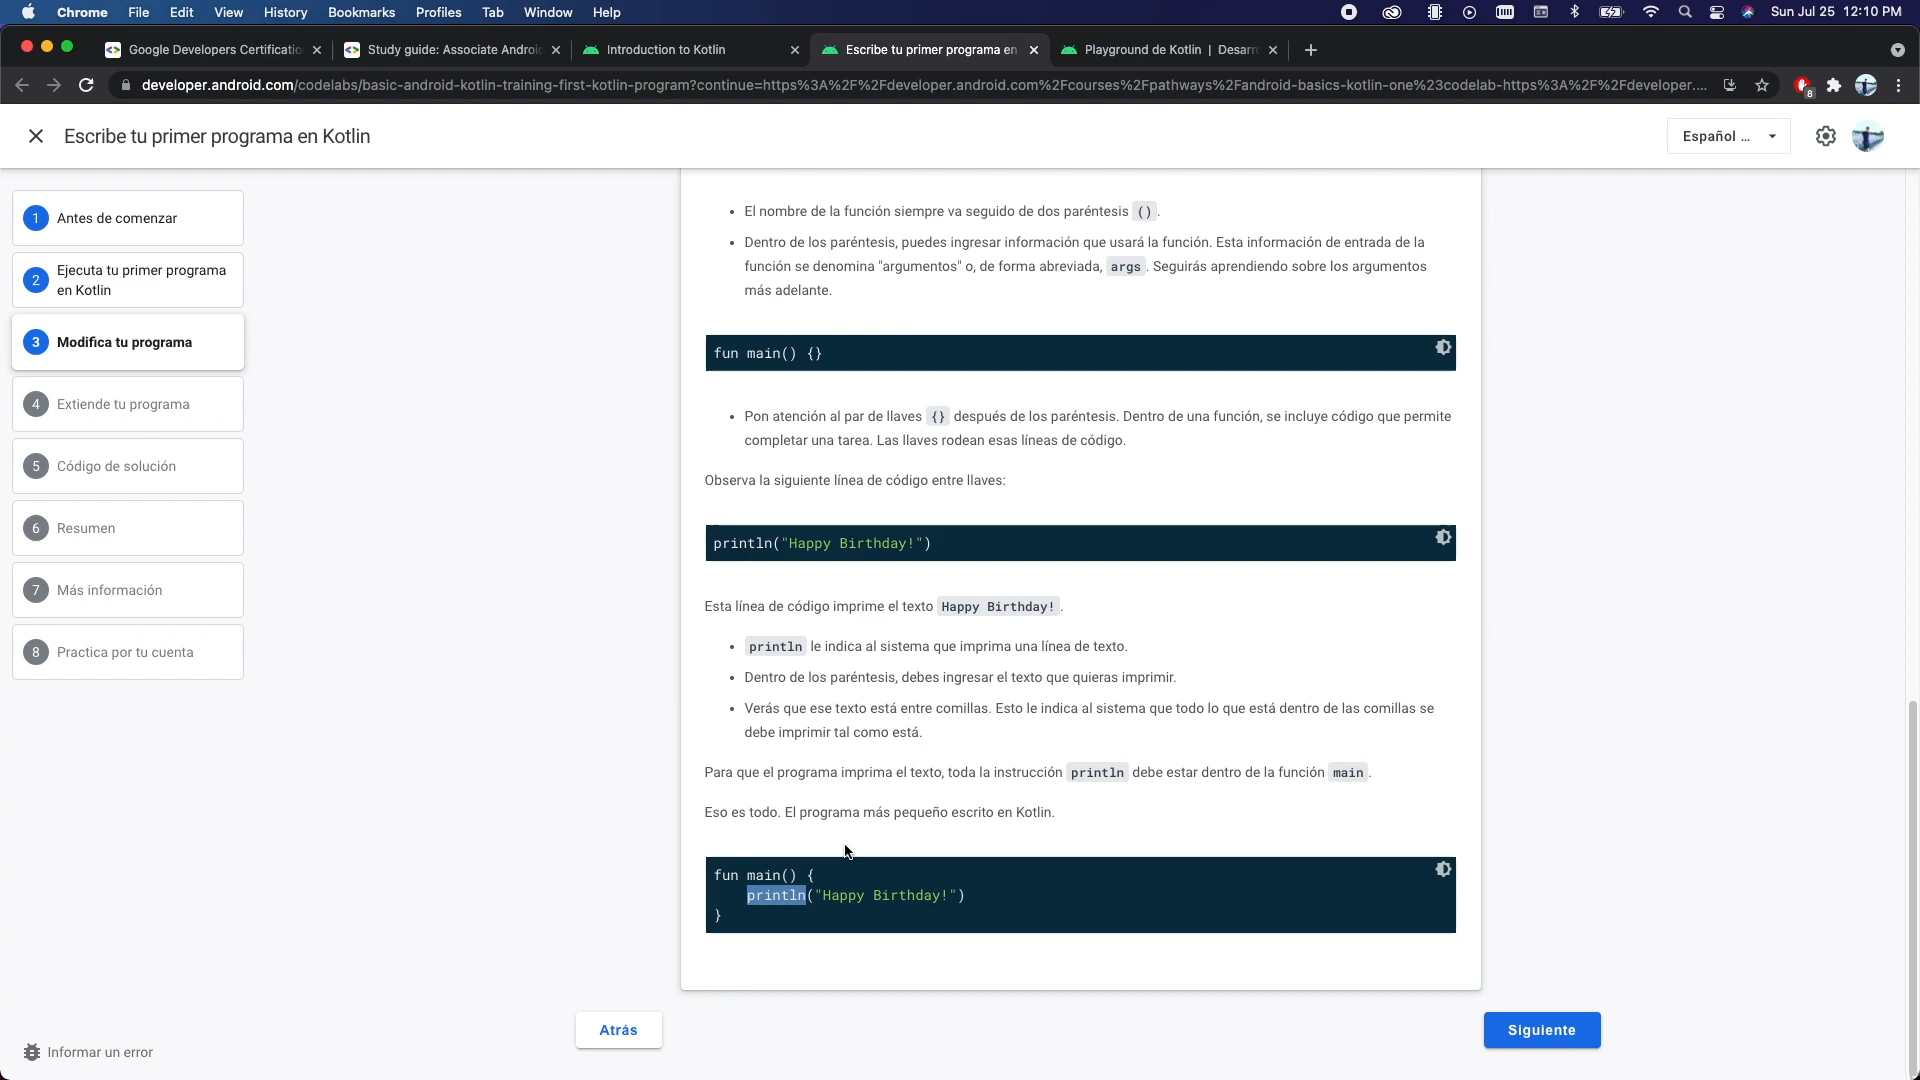 Chrome File Edit View History Bookmarks Profiles Tab Window Help Sun Jul 25 12:10 PM
Google Developers Certificatio
Study guide: Associate Androi
Introduction to Kotlin
Escribe tu primer programa en
Playground de Kotlin | Desarr
developer.android.com/codelabs/basic-android-kotlin-training-first-kotlin-program?continue=https%3A%2F%2Fdeveloper.android.com%2Fcourses%2Fpathways%2Fandroid-basics-kotlin-one%23codelab-https%3A%2F%2Fdeveloper.... 8
Escribe tu primer programa en Kotlin
Español ...
1 Antes de comenzar
2 Ejecuta tu primer programa
en Kotlin
3 Modifica tu programa
4 Extiende tu programa
5 Código de solución
6 Resumen
7 Más información
8 Practica por tu cuenta
Informar un error
• El nombre de la función siempre va seguido de dos paréntesis ().
• Dentro de los paréntesis, puedes ingresar información que usará la función. Esta información de entrada de la
función se denomina "argumentos" o, de forma abreviada, args. Seguirás aprendiendo sobre los argumentos
más adelante.
fun main() {}
• Pon atención al par de llaves {} después de los paréntesis. Dentro de una función, se incluye código que permite
completar una tarea. Las llaves rodean esas líneas de código.
Observa la siguiente línea de código entre llaves:
println("Happy Birthday!")
Esta línea de código imprime el texto Happy Birthday!.
• println le indica al sistema que imprima una línea de texto.
• Dentro de los paréntesis, debes ingresar el texto que quieras imprimir.
• Verás que ese texto está entre comillas. Esto le indica al sistema que todo lo que está dentro de las comillas se
debe imprimir tal como está.
Para que el programa imprima el texto, toda la instrucción println debe estar dentro de la función main.
Eso es todo. El programa más pequeño escrito en Kotlin.
fun main() {
println("Happy Birthday!")
}
Atrás
Siguiente